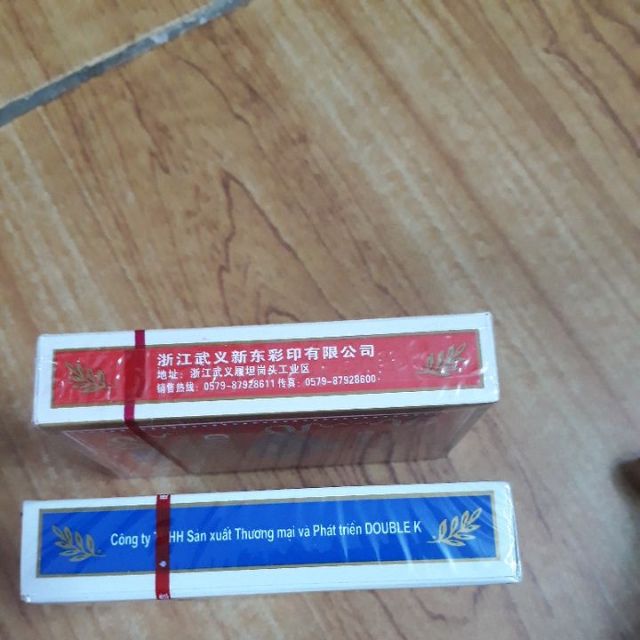 浙江武义新东彩印有限公司
地址：浙江武义履坦岗头工业区
销售热线：0579-87928611 传真：0579-87928600
Công ty HH Sản xuất Thương mại và Phát triển DOUBLE K